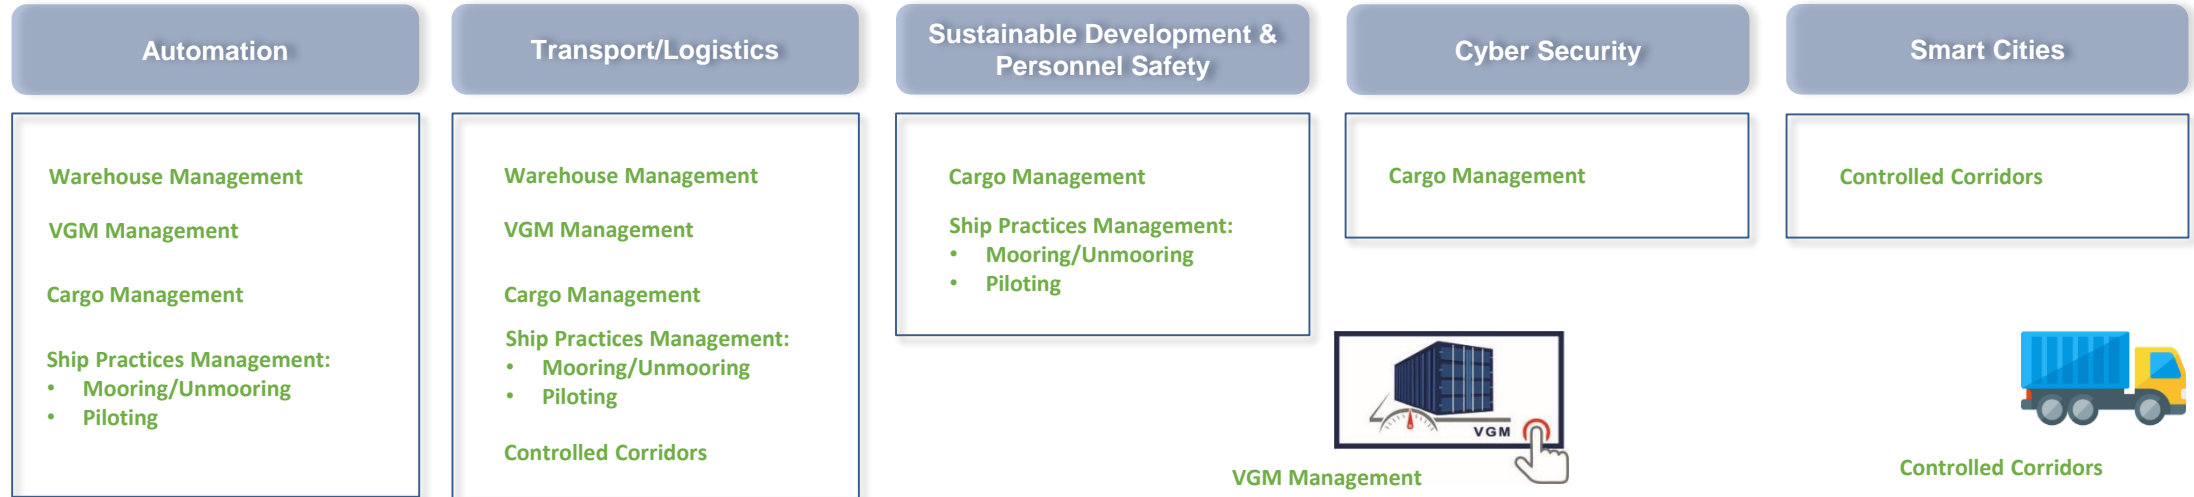 Automation
Warehouse Management
VGM Management
Cargo Management
Ship Practices Management:
• Mooring/Unmooring
• Piloting
Transport/Logistics
Warehouse Management
VGM Management
Cargo Management
Ship Practices Management:
• Mooring/Unmooring
• Piloting
Controlled Corridors
Sustainable Development &
Personnel Safety
Cargo Management
Ship Practices Management:
• Mooring/Unmooring
• Piloting
Cyber Security
Cargo Management
VGM
VGM Management
Smart Cities
Controlled Corridors
Controlled Corridors